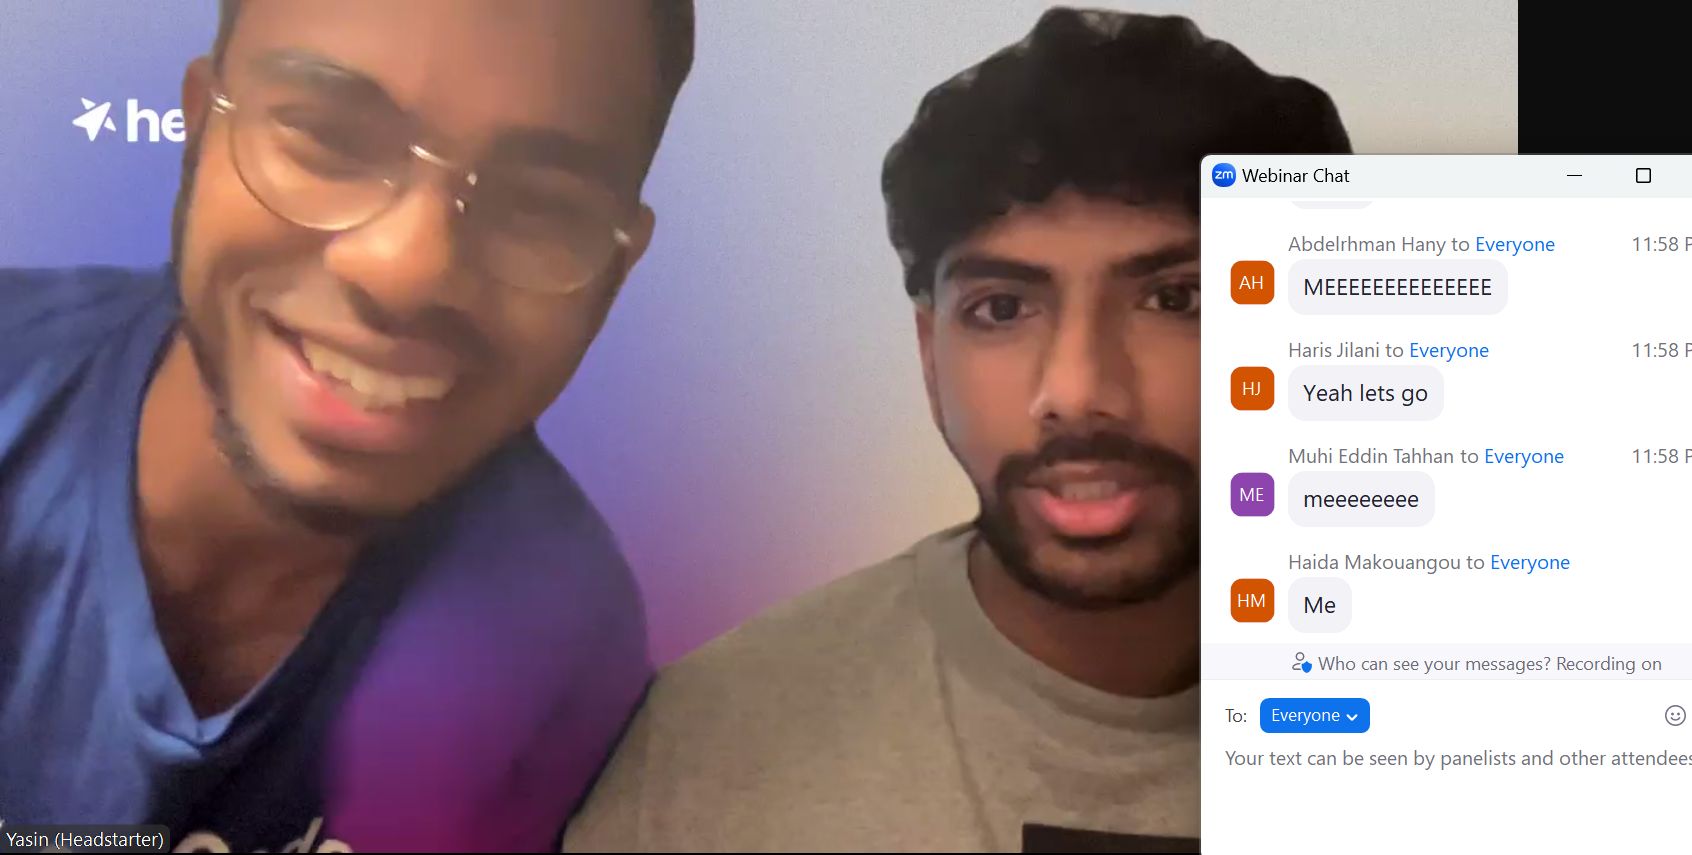 he
Webinar Chat
Abdelrhman Hany to Everyone 11:58 P
AH
MEEEEEEEEEEEEEE
Haris Jilani to Everyone 11:58 P
HJ
Yeah lets go
Muhi Eddin Tahhan to Everyone 11:58 P
ME
meeeeeeee
Haida Makouangou to Everyone
HM
Me
Who can see your messages? Recording on
To: Everyone
Your text can be seen by panelists and other attendees
Yasin (Headstarter)